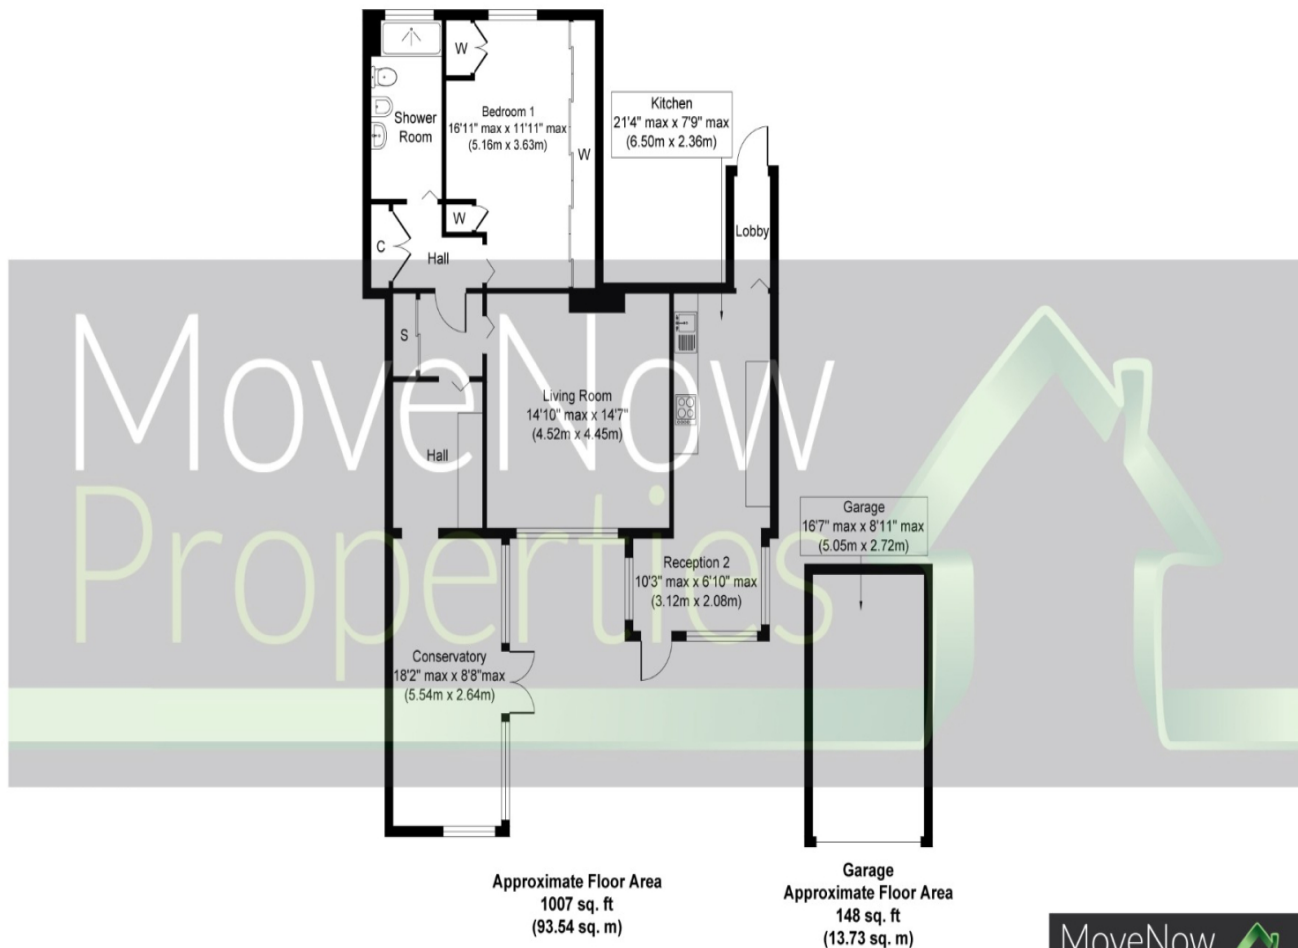 W
Bedroom 1
16'11" max x 11'11" max
(5.16m x 3.63m)
Shower
Room
W
W
C
Hall
Kitchen
21'4" max x 7'9" max
(6.50m x 2.36m)
Lobby
S
Living Room
14'10" max x 14'7"
(4.52m x 4.45m)
Hall
MoveNow
Properties
Garage
16'7" max x 8'11" max
(5.05m x 2.72m)
Reception 2
10'3" max x 6'10" max
(3.12m x 2.08m)
Conservatory
18'2" max x 8'8"max
(5.54m x 2.64m)
Approximate Floor Area
1007 sq. ft
(93.54 sq. m)
Garage
Approximate Floor Area
148 sq. ft
(13.73 sq. m)
MoveNow